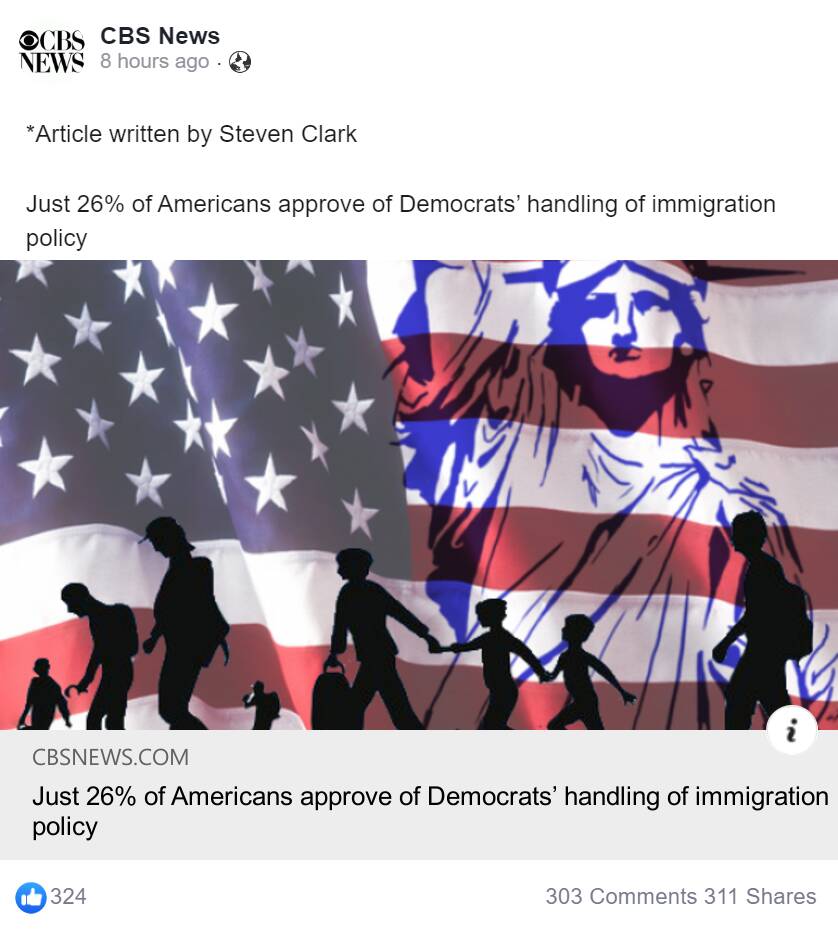 CBS NEWS
CBS News
8 hours ago ·
*Article written by Steven Clark
Just 26% of Americans approve of Democrats’ handling of immigration
policy
i
CBSNEWS.COM
Just 26% of Americans approve of Democrats’ handling of immigration
policy
324
303 Comments 311 Shares